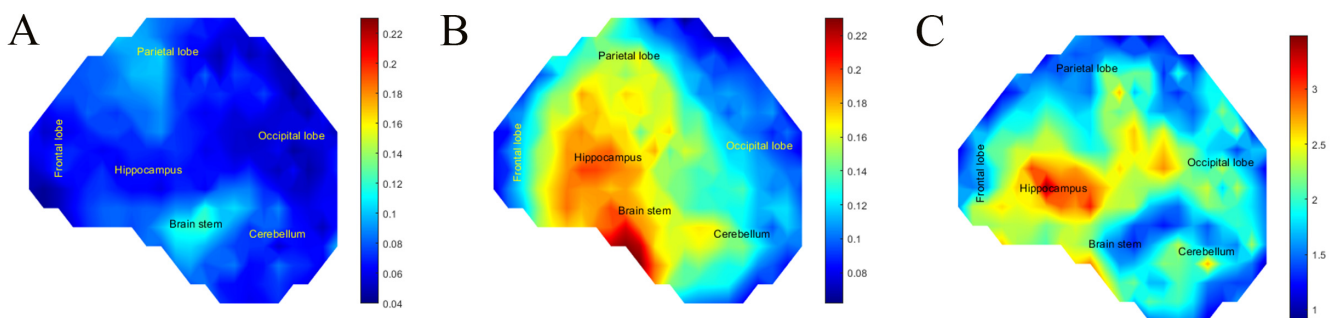 A
Parietal lobe
Frontal lobe
Occipital lobe
Hippocampus
Brain stem
Cerebellum
0.22
0.2
0.18
0.16
0.14
0.12
0.1
0.08
0.06
0.04
B
Parietal lobe
Frontal lobe
Hippocampus
Occipital lobe
Brain stem
Cerebellum
0.22
0.2
0.18
0.16
0.14
0.12
0.1
0.08
C
Parietal lobe
Frontal lobe
Occipital lobe
Hippocampus
Brain stem
Cerebellum
3
2.5
2
1.5
1